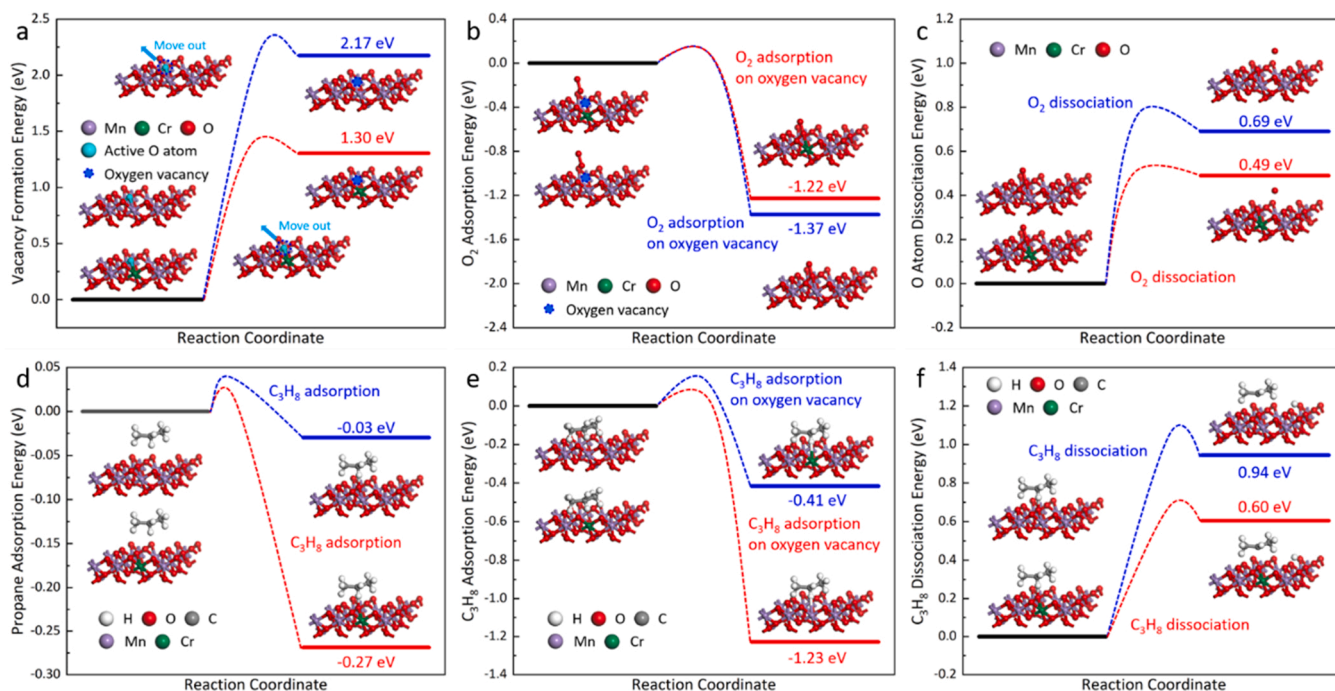 a
Vacancy Formation Energy (eV)
2.5
2.0
1.5
1.0
0.5
0.0
Move out
2.17 eV
Mn Cr O
Active O atom
Oxygen vacancy
1.30 eV
Move out
Reaction Coordinate
b
O₂ Adsorption Energy (eV)
0.4
0.0
-0.4
-0.8
-1.2
-1.6
-2.0
-2.4
O₂ adsorption
on oxygen vacancy
-1.22 eV
O₂ adsorption
on oxygen vacancy
-1.37 eV
Mn Cr O
Oxygen vacancy
Reaction Coordinate
c
O Atom Dissocitaion Energy (eV)
1.2
1.0
0.8
0.6
0.4
0.2
0.0
-0.2
Mn Cr O
O₂ dissociation
0.69 eV
0.49 eV
O₂ dissociation
Reaction Coordinate
d
Propane Adsorption Energy (eV)
0.05
0.00
-0.05
-0.10
-0.15
-0.20
-0.25
-0.30
C₃H₈ adsorption
-0.03 eV
C₃H₈ adsorption
H O C
Mn Cr
-0.27 eV
Reaction Coordinate
e
C₃H₈ Adsorption Energy (eV)
0.2
0.0
-0.2
-0.4
-0.6
-0.8
-1.0
-1.2
-1.4
C₃H₈ adsorption
on oxygen vacancy
-0.41 eV
C₃H₈ adsorption
on oxygen vacancy
H O C
Mn Cr
-1.23 eV
Reaction Coordinate
f
C₃H₈ Dissociation Energy (eV)
1.4
1.2
1.0
0.8
0.6
0.4
0.2
0.0
-0.2
H O C
Mn Cr
C₃H₈ dissociation
0.94 eV
0.60 eV
C₃H₈ dissociation
Reaction Coordinate